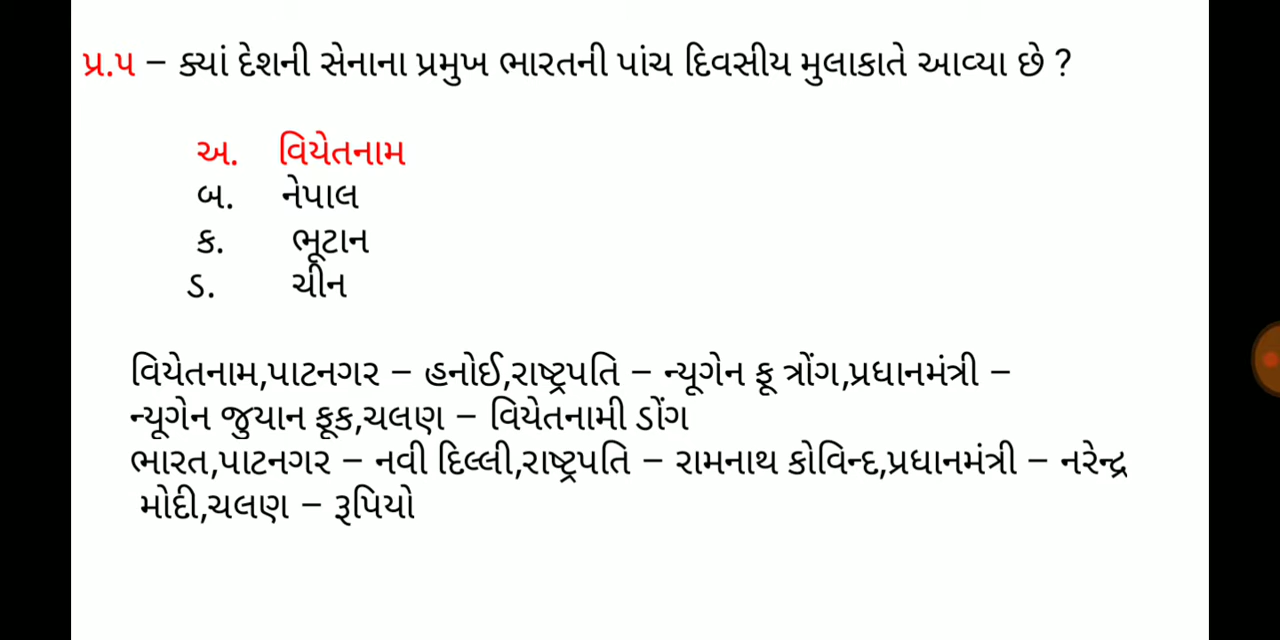 પ્ર.૫ – ક્યાં દેશની સેનાના પ્રમુખ ભારતની પાંચ દિવસીય મુલાકાતે આવ્યા છે ?
અ. વિયેતનામ
બ. નેપાલ
ક. ભૂટાન
ડ. ચીન
વિયેતનામ,પાટનગર – હનોઈ,રાષ્ટ્રપતિ – ન્યૂગેન ફૂ ત્રોંગ,પ્રધાનમંત્રી –
ન્યૂગેન જુયાન ફૂક,ચલણ – વિયેતનામી ડોંગ
ભારત,પાટનગર – નવી દિલ્લી,રાષ્ટ્રપતિ – રામનાથ કોવિન્દ,પ્રધાનમંત્રી – નરેન્દ્ર
મોદી,ચલણ – રૂપિયો